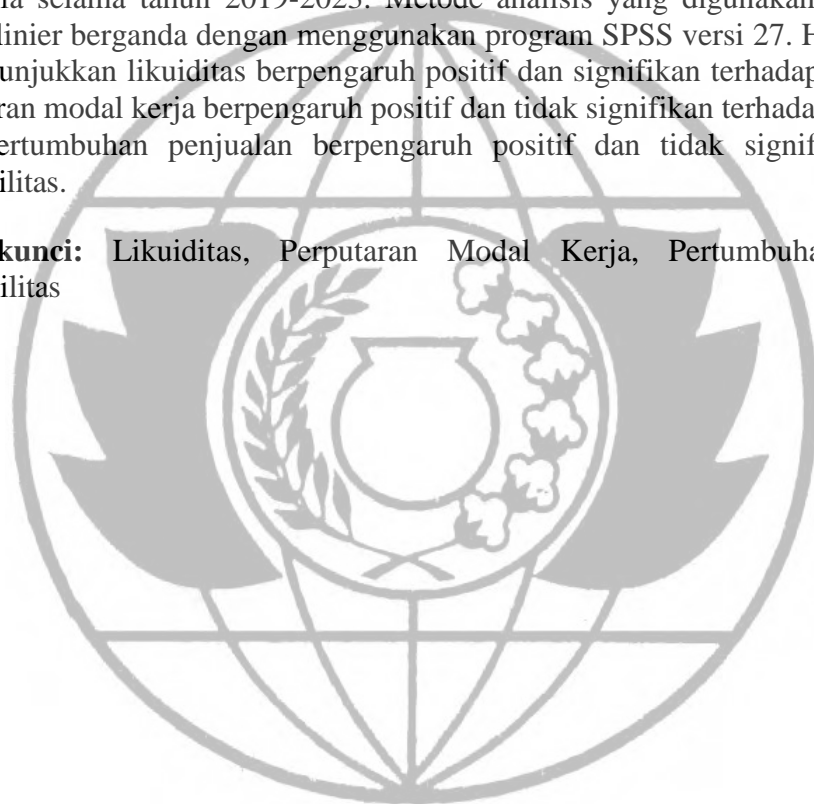 selama tahun 2019-2023. Metode analisis yang digunakan
linier berganda dengan menggunakan program SPSS versi 27. H
unjukkan likuiditas berpengaruh positif dan signifikan terhadap
ran modal kerja berpengaruh positif dan tidak signifikan terhada
ertumbuhan penjualan berpengaruh positif dan tidak signif
ilitas.
kunci: Likuiditas, Perputaran Modal Kerja, Pertumbuha
ilitas